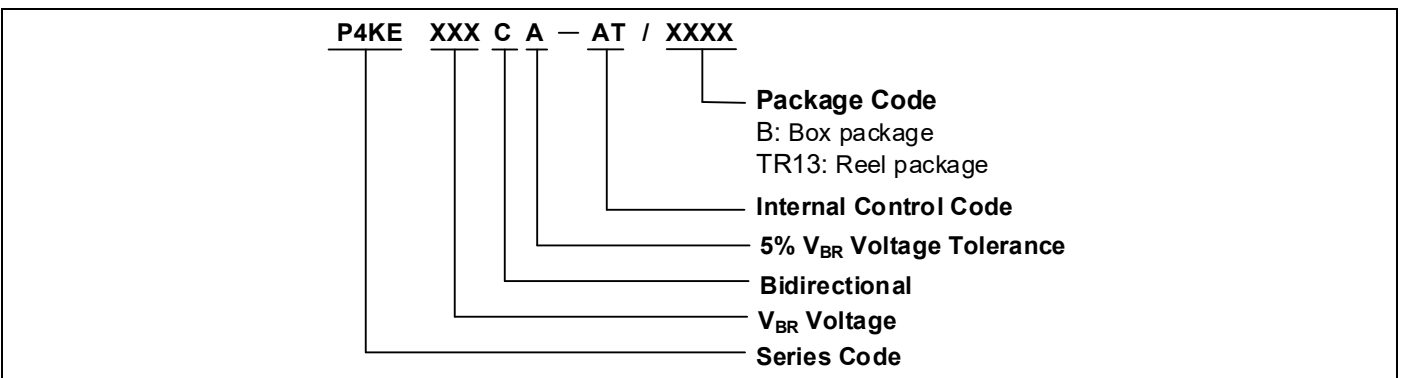 P4KE XXX C A — AT / XXXX
Package Code
B: Box package
TR13: Reel package
Internal Control Code
5% VBR Voltage Tolerance
Bidirectional
VBR Voltage
Series Code